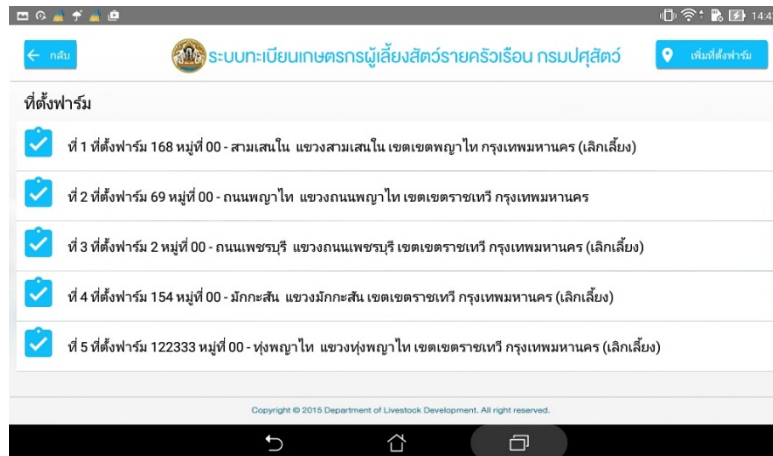 14:4
กลับ
ระบบทะเบียนเกษตรกรผู้เลี้ยงสัตว์รายครัวเรือน กรมปศุสัตว์
เพิ่มที่ตั้งฟาร์ม
ที่ตั้งฟาร์ม
ที่ 1 ที่ตั้งฟาร์ม 168 หมู่ที่ 00 - สามเสนใน แขวงสามเสนใน เขตเขตพญาไท กรุงเทพมหานคร (เลิกเลี้ยง)
ที่ 2 ที่ตั้งฟาร์ม 69 หมู่ที่ 00 - ถนนพญาไท แขวงถนนพญาไท เขตเขตราชเทวี กรุงเทพมหานคร
ที่ 3 ที่ตั้งฟาร์ม 2 หมู่ที่ 00 - ถนนเพชรบุรี แขวงถนนเพชรบุรี เขตเขตราชเทวี กรุงเทพมหานคร (เลิกเลี้ยง)
ที่ 4 ที่ตั้งฟาร์ม 154 หมู่ที่ 00 - มักกะสัน แขวงมักกะสัน เขตเขตราชเทวี กรุงเทพมหานคร (เลิกเลี้ยง)
ที่ 5 ที่ตั้งฟาร์ม 122333 หมู่ที่ 00 - ทุ่งพญาไท แขวงทุ่งพญาไท เขตเขตราชเทวี กรุงเทพมหานคร (เลิกเลี้ยง)
Copyright © 2015 Department of Livestock Development. All right reserved.